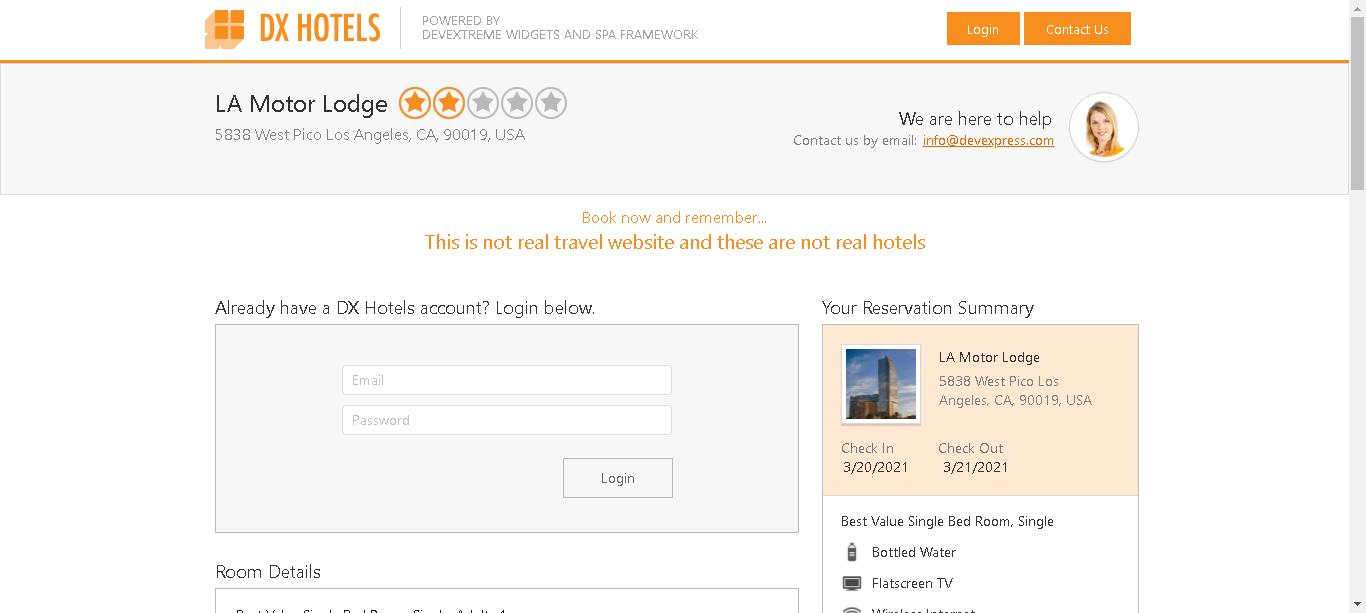 DX HOTELS
POWERED BY
DEVEXTREME WIDGETS AND SPA FRAMEWORK
Login
Contact Us
LA Motor Lodge
5838 West Pico Los Angeles, CA, 90019, USA
We are here to help
Contact us by email: info@devexpress.com
Book now and remember...
This is not real travel website and these are not real hotels
Already have a DX Hotels account? Login below.
Email
Password
Login
Room Details
Your Reservation Summary
LA Motor Lodge
5838 West Pico Los
Angeles, CA, 90019, USA
Check In
Check Out
3/20/2021
3/21/2021
Best Value Single Bed Room, Single
Bottled Water
Flatscreen TV
Wireless Internet